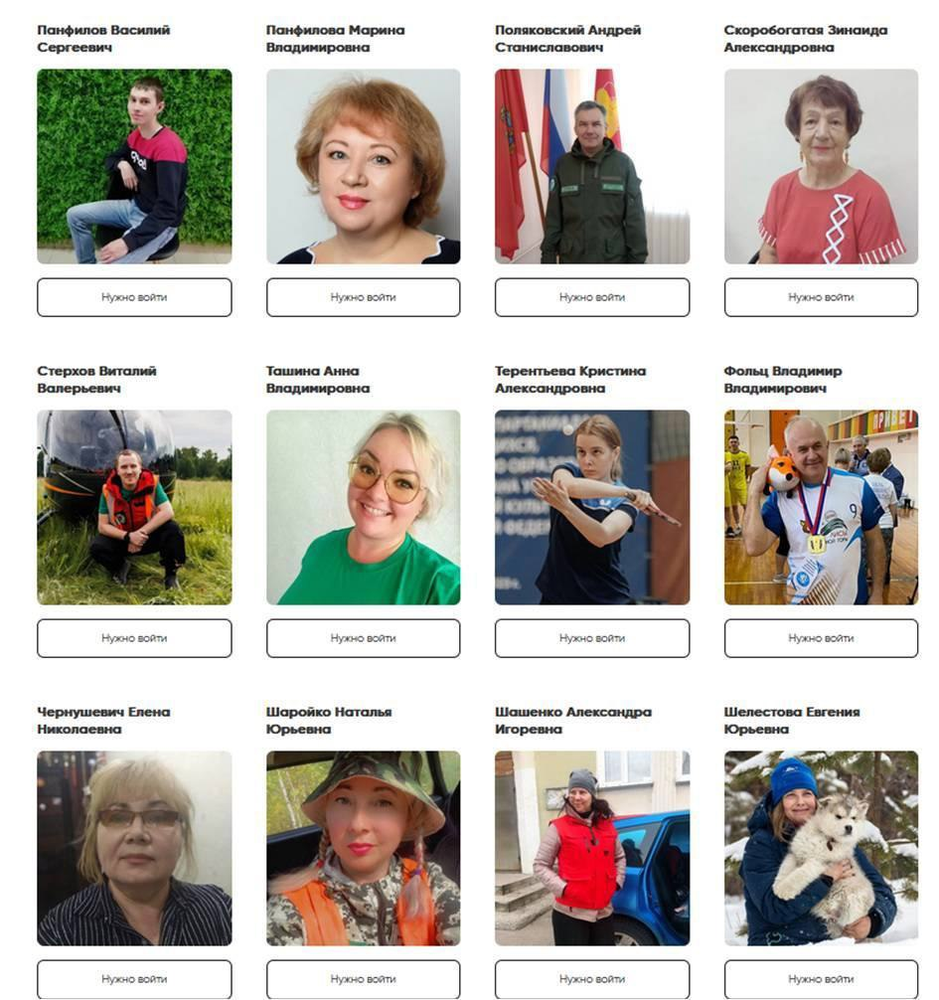 Панфилов Василий
Сергеевич
Панфилова Марина
Владимировна
Поляковский Андрей
Станиславович
Скоробогатая Зинаида
Александровна
Нужно войти
Нужно войти
Нужно войти
Нужно войти
Стерхов Виталий
Валерьевич
Ташина Анна
Владимировна
Терентьева Кристина
Александровна
Фольц Владимир
Владимирович
ПРИВЕТ
9
ЛИСЫ
Нужно войти
Нужно войти
Нужно войти
Нужно войти
Чернушевич Елена
Николаевна
Шаройко Наталья
Юрьевна
Шашенко Александра
Игоревна
Шелестова Евгения
Юрьевна
Нужно войти
Нужно войти
Нужно войти
Нужно войти